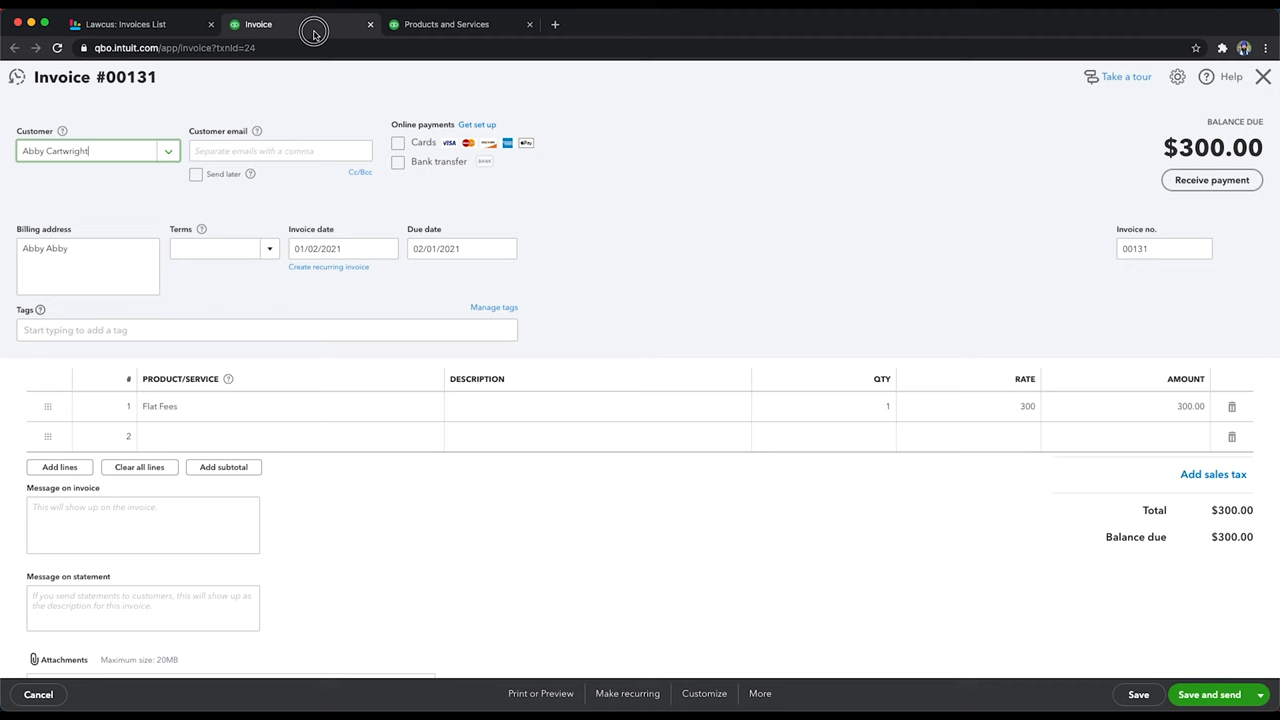 Lawcus: Invoices List
Invoice
Products and Services
qbo.intuit.com/app/invoice?txnId=24
Invoice #00131
Take a tour
Help
Customer
Abby Cartwright
Customer email
Separate emails with a comma
Send later
Cc/Bcc
Online payments Get set up
Cards VISA
Bank transfer BANK
BALANCE DUE
$300.00
Receive payment
Billing address
Abby Abby
Terms
Invoice date
01/02/2021
Create recurring invoice
Due date
02/01/2021
Invoice no.
00131
Tags
Manage tags
Start typing to add a tag
# PRODUCT/SERVICE DESCRIPTION QTY RATE AMOUNT
1 Flat Fees 1 300 300.00
2
Add lines Clear all lines Add subtotal
Add sales tax
Message on invoice
This will show up on the invoice.
Total $300.00
Balance due $300.00
Message on statement
If you send statements to customers, this will show up
as the description for this invoice.
Attachments Maximum size: 20MB
Cancel
Print or Preview
Make recurring
Customize
More
Save
Save and send